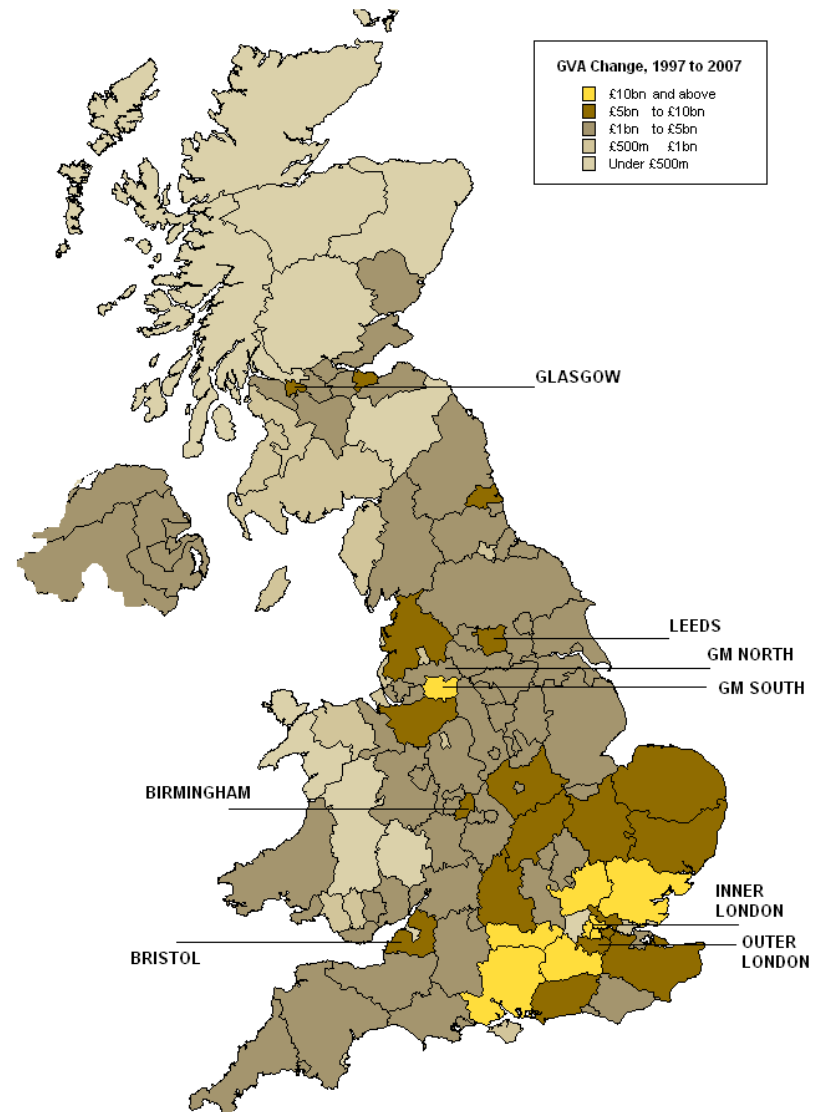 GVA Change, 1997 to 2007
£10bn and above
£5bn to £10bn
£1bn to £5bn
£500m £1bn
Under £500m
GLASGOW
LEEDS
GM NORTH
GM SOUTH
BIRMINGHAM
INNER
LONDON
BRISTOL
OUTER
LONDON